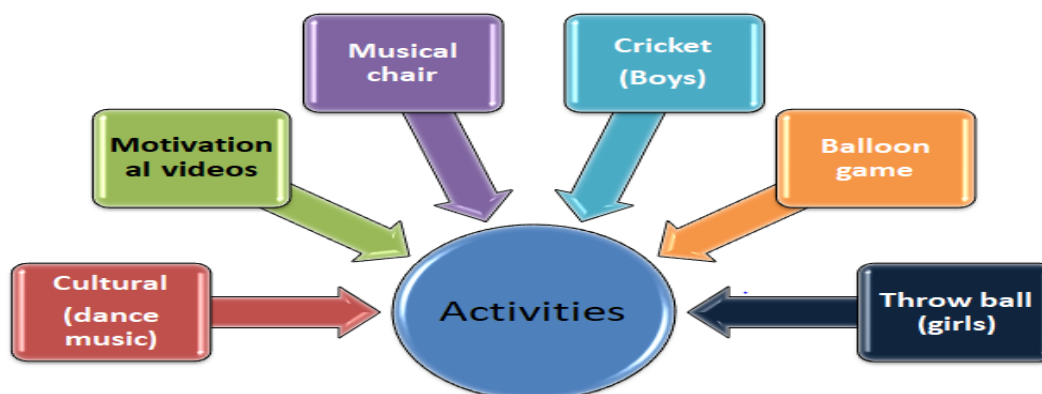 Musical
chair
Cricket
(Boys)
Motivation
al videos
Balloon
game
Cultural
(dance
music)
Activities
Throw ball
(girls)